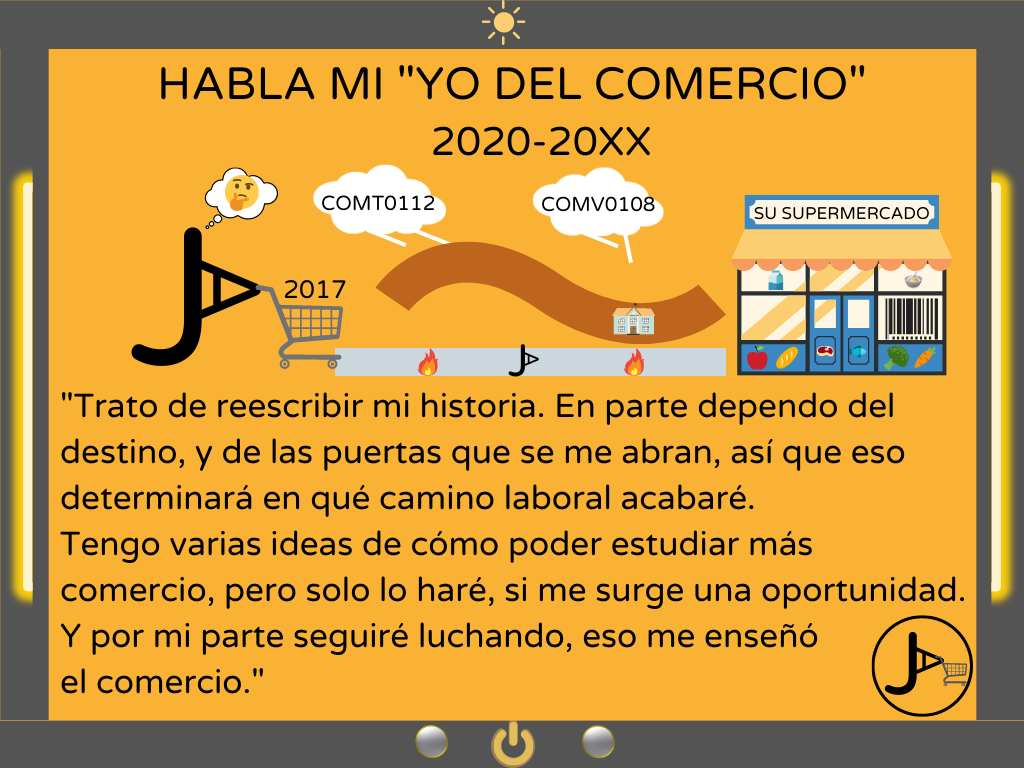 HABLA MI "YO DEL COMERCIO"
2020-20XX
COMT0112
COMV0108
SU SUPERMERCADO
2017
"Trato de reescribir mi historia. En parte dependo del
destino, y de las puertas que se me abran, así que eso
determinará en qué camino laboral acabaré.
Tengo varias ideas de cómo poder estudiar más
comercio, pero solo lo haré, si me surge una oportunidad.
Y por mi parte seguiré luchando, eso me enseñó
el comercio."